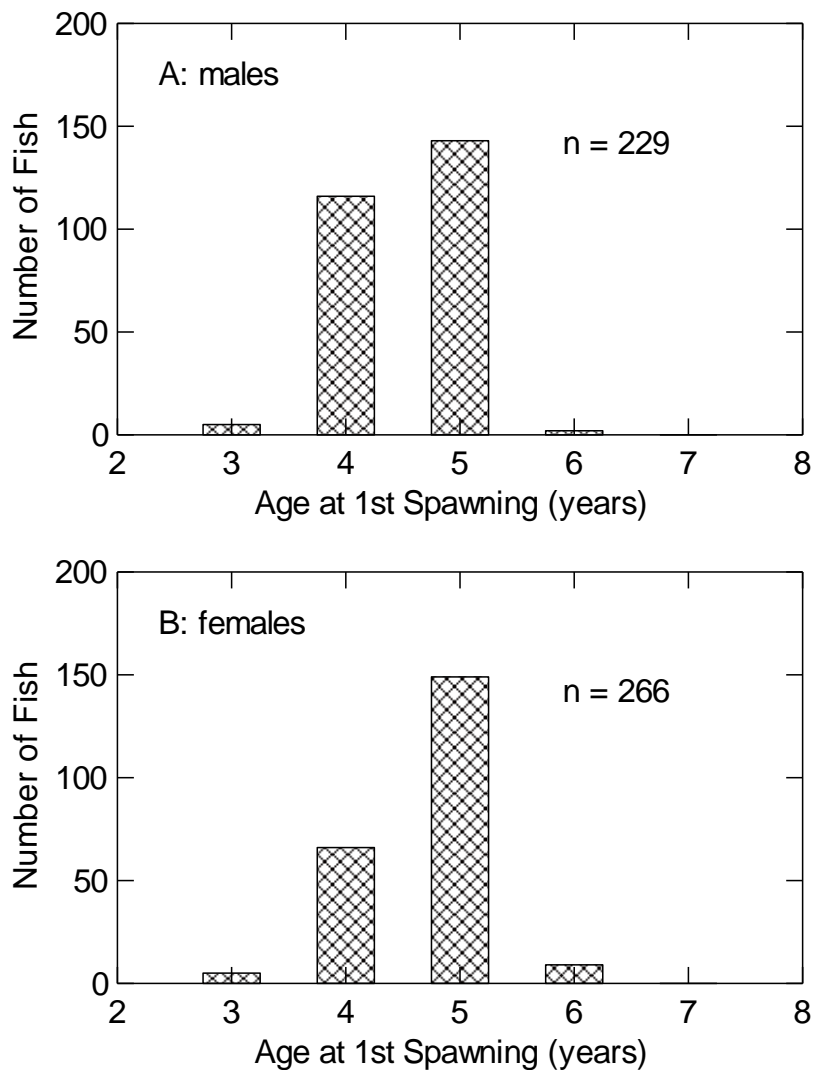 200
A: males
150
n = 229
100
50
0
Number of Fish
2 3 4 5 6 7 8
Age at 1st Spawning (years)
200
B: females
150
n = 266
100
50
0
Number of Fish
2 3 4 5 6 7 8
Age at 1st Spawning (years)